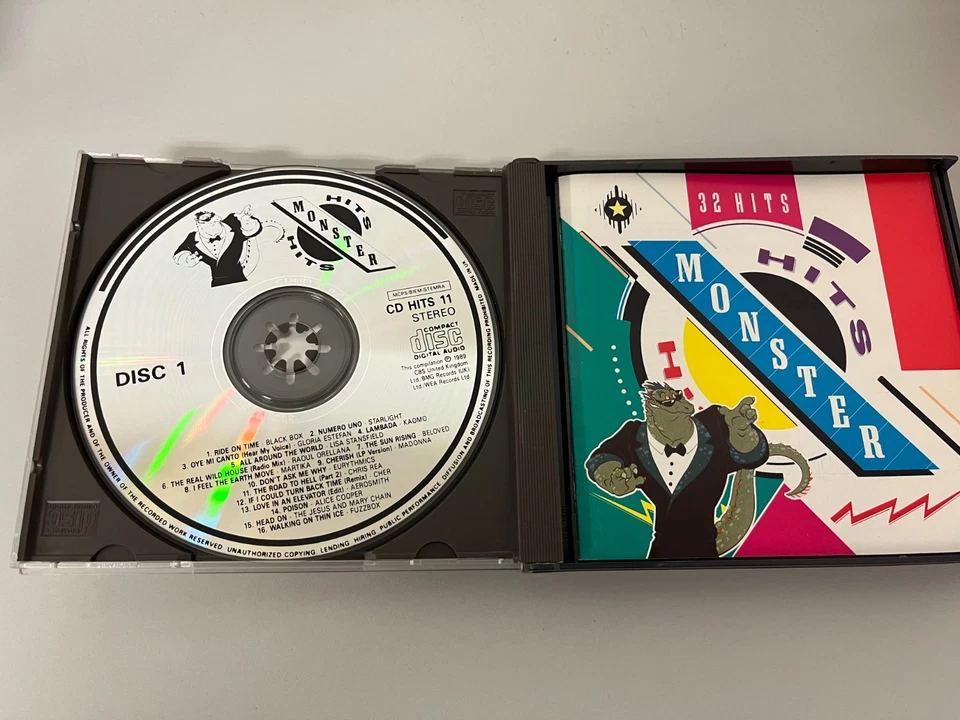 HITS
MONSTER
HITS
MCPS/BIEM/STEMRA
CD HITS 11
STEREO
COMPACT
disc
DIGITAL AUDIO
This compilation ℗ 1989
CBS United Kingdom
Ltd./BMG Records (UK)
Ltd./WEA Records Ltd.
DISC 1
1. RIDE ON TIME · BLACK BOX 2. NUMERO UNO · STARLIGHT
3. OYE MI CANTO (Hear My Voice) · GLORIA ESTEFAN 4. LAMBADA · KAOMO
5. ALL AROUND THE WORLD · LISA STANSFIELD
6. THE REAL WILD HOUSE (Radio Mix) · RAOUL ORELLANA 7. THE SUN RISING · BELOVED
8. I FEEL THE EARTH MOVE · MARTIKA 9. CHERISH (LP Version) · MADONNA
10. DON'T ASK ME WHY · EURYTHMICS
11. THE ROAD TO HELL (Part 2) · CHRIS REA
12. IF I COULD TURN BACK TIME (Remix) · CHER
13. LOVE IN AN ELEVATOR (Edit) · AEROSMITH
14. POISON · ALICE COOPER
15. HEAD ON · THE JESUS AND MARY CHAIN
16. WALKING ON THIN ICE · FUZZBOX
ALL RIGHTS OF THE PRODUCER AND OF THE OWNER OF THE RECORDED WORK RESERVED UNAUTHORIZED COPYING LENDING HIRING PUBLIC PERFORMANCE DIFFUSION AND BROADCASTING OF THIS RECORDING PROHIBITED MADE IN UK
32 HITS
HITS
MONSTER